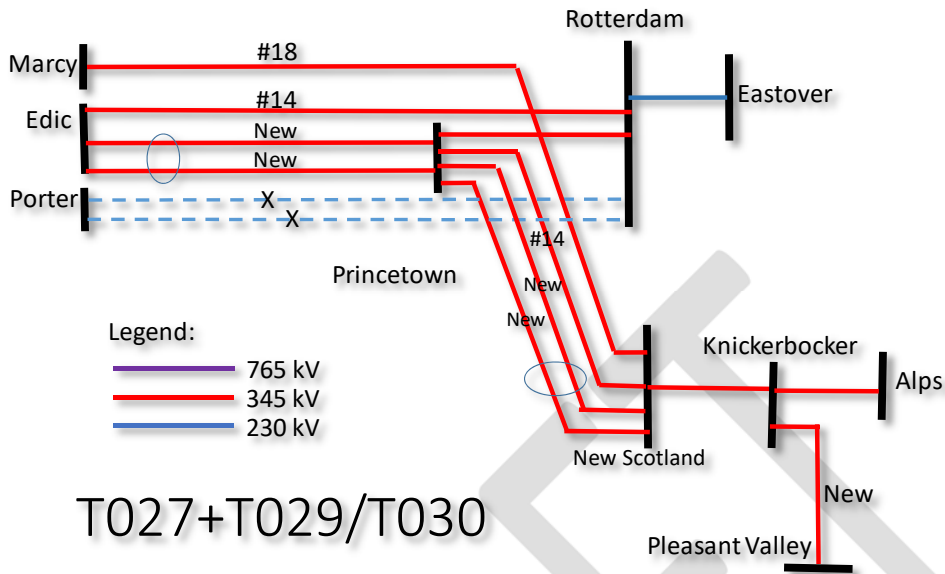 Rotterdam
Marcy
#18
Eastover
Edic
#14
New
New
Porter
X
X
#14
Princetown
New
New
Legend:
765 kV
345 kV
230 kV
Knickerbocker
Alps
New Scotland
New
T027+T029/T030
Pleasant Valley